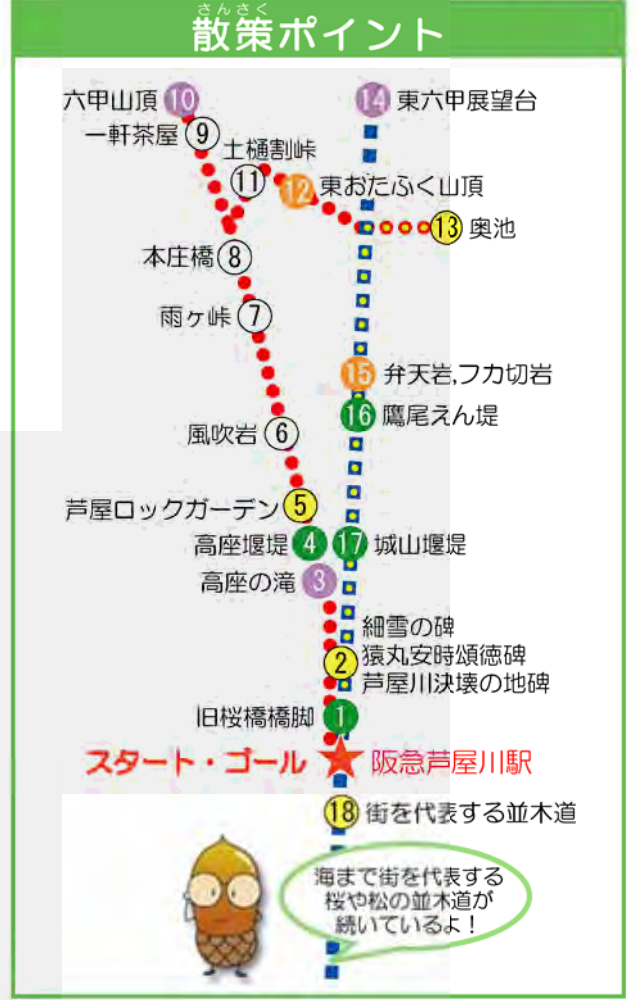 さんさく
散策ポイント
六甲山頂 10
14 東六甲展望台
一軒茶屋 9
土樋割峠
11
12 東おたふく山頂
13 奥池
本庄橋 8
雨ヶ峠 7
15 弁天岩,フカ切岩
16 鷹尾えん堤
風吹岩 6
芦屋ロックガーデン 5
高座堰堤 4
17 城山堰堤
高座の滝 3
細雪の碑
2 猿丸安時頌徳碑
芦屋川決壊の地碑
旧桜橋橋脚 1
スタート・ゴール ★ 阪急芦屋川駅
18 街を代表する並木道
海まで街を代表する
桜や松の並木道が
続いているよ！